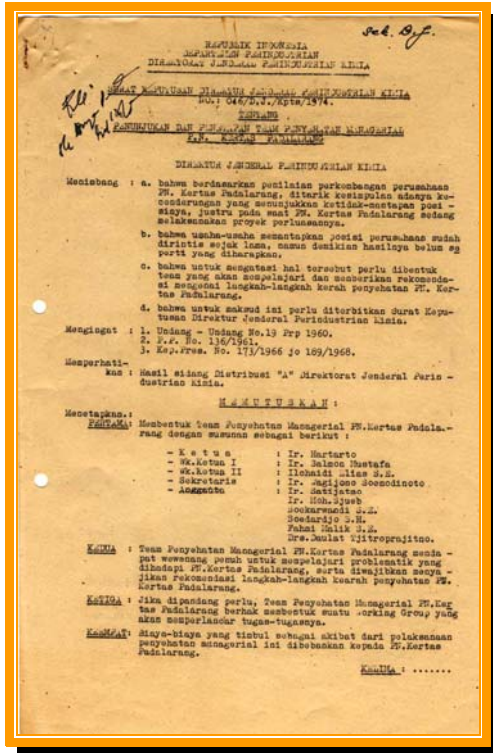 Sek. D.J.
REPUBLIK INDONESIA
DEPARTEMEN PERINDUSTRIAN
DIREKTORAT JENDERAL PERINDUSTRIAN KIMIA
SURAT KEPUTUSAN DIREKTUR JENDERAL PERINDUSTRIAN KIMIA
NO.: 046/D.J./Kpts/1974.
TENTANG
PENUNJUKAN DAN PENETAPAN TEAM PENYEHATAN MANAGERIAL
P.N. KERTAS PADALARANG
DIREKTUR JENDERAL PERINDUSTRIAN KIMIA
Menimbang : a. bahwa berdasarkan penilaian perkembangan perusahaan
PN. Kertas Padalarang, ditarik kesimpulan adanya ke-
cenderungan yang menunjukkan ketidak-mantapan posi -
sinya, justru pada saat PN. Kertas Padalarang sedang
melaksanakan proyek perluasannya.
b. bahwa usaha-usaha memantapkan posisi perusahaan sudah
dirintis sejak lama, namun demikian hasilnya belum se
perti yang diharapkan.
c. bahwa untuk mengatasi hal tersebut perlu dibentuk
team yang akan mempelajari dan memberikan rekomenda-
si mengenai langkah-langkah kerah penyehatan PN. Ker-
tas Padalarang.
d. bahwa untuk maksud ini perlu diterbitkan Surat Kepu-
tusan Direktur Jenderal Perindustrian Kimia.
Mengingat : 1. Undang - Undang No.19 Prp 1960.
2. P.P. No. 136/1961.
3. Kep.Pres. No. 173/1966 jo 189/1968.
Memperhati-
kan : Hasil sidang Distribusi "A" Direktorat Jenderal Perin -
dustrian Kimia.
M E M U T U S K A N :
Menetapkan.:
PERTAMA: Membentuk Team Penyehatan Managerial PN.Kertas Padala-
rang dengan susunan sebagai berikut :
- K e t u a : Ir. Hartarto
- Wk.Ketua I : Ir. Salmon Mustafa
- Wk.Ketua II : Ilchaidi Elias S.E.
- Sekretaris : Ir. Sagijono Soesodinoto
- Anggauta : Ir. Satijatno
Ir. Moh.Sjueb
Soekarwandi S.E.
Soedardjo S.H.
Fahmi Malik S.E.
Drs.Daulat Tjitroprajitno.
KEDUA : Team Penyehatan Managerial PN.Kertas Padalarang menda -
pat wewenang penuh untuk mempelajari problematik yang
dihadapi PN.Kertas Padalarang, serta diwajibkan menya -
jikan rekomendasi langkah-langkah kearah penyehatan PN.
Kertas Padalarang.
KETIGA : Jika dipandang perlu, Team Penyehatan Managerial PN.Ker
tas Padalarang berhak membentuk suatu Working Group yang
akan memperlancar tugas-tugasnya.
KEEMPAT: Biaya-biaya yang timbul sebagai akibat dari pelaksanaan
penyehatan managerial ini dibebankan kepada PN.Kertas
Padalarang.
KELIMA : .......